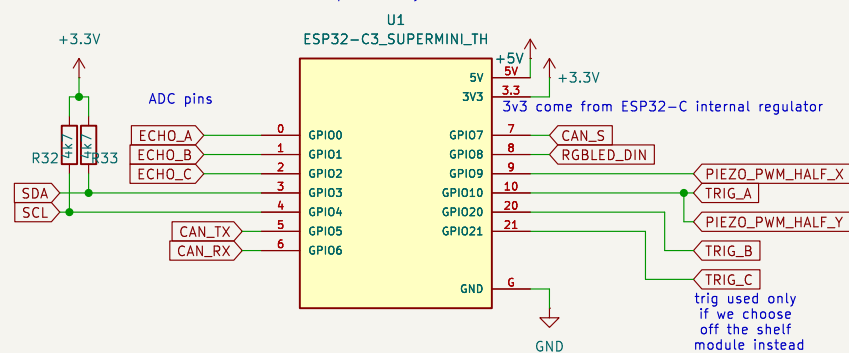 U1
ESP32-C3_SUPERMINI_TH
+3.3V
+5V
+3.3V
5V 5V
3V3 3.3
3v3 come from ESP32-C internal regulator
ADC pins
R32 4k7 4k7 R33
ECHO_A 0 GPIO0
ECHO_B 1 GPIO1
ECHO_C 2 GPIO2
SDA 3 GPIO3
SCL 4 GPIO4
CAN_TX 5 GPIO5
CAN_RX 6 GPIO6
GPIO7 7 CAN_S
GPIO8 8 RGBLED_DIN
GPIO9 9 PIEZO_PWM_HALF_X
GPIO10 10 TRIG_A
PIEZO_PWM_HALF_Y
GPIO20 20 TRIG_B
GPIO21 21 TRIG_C
GND G
GND
trig used only
if we choose
off the shelf
module instead